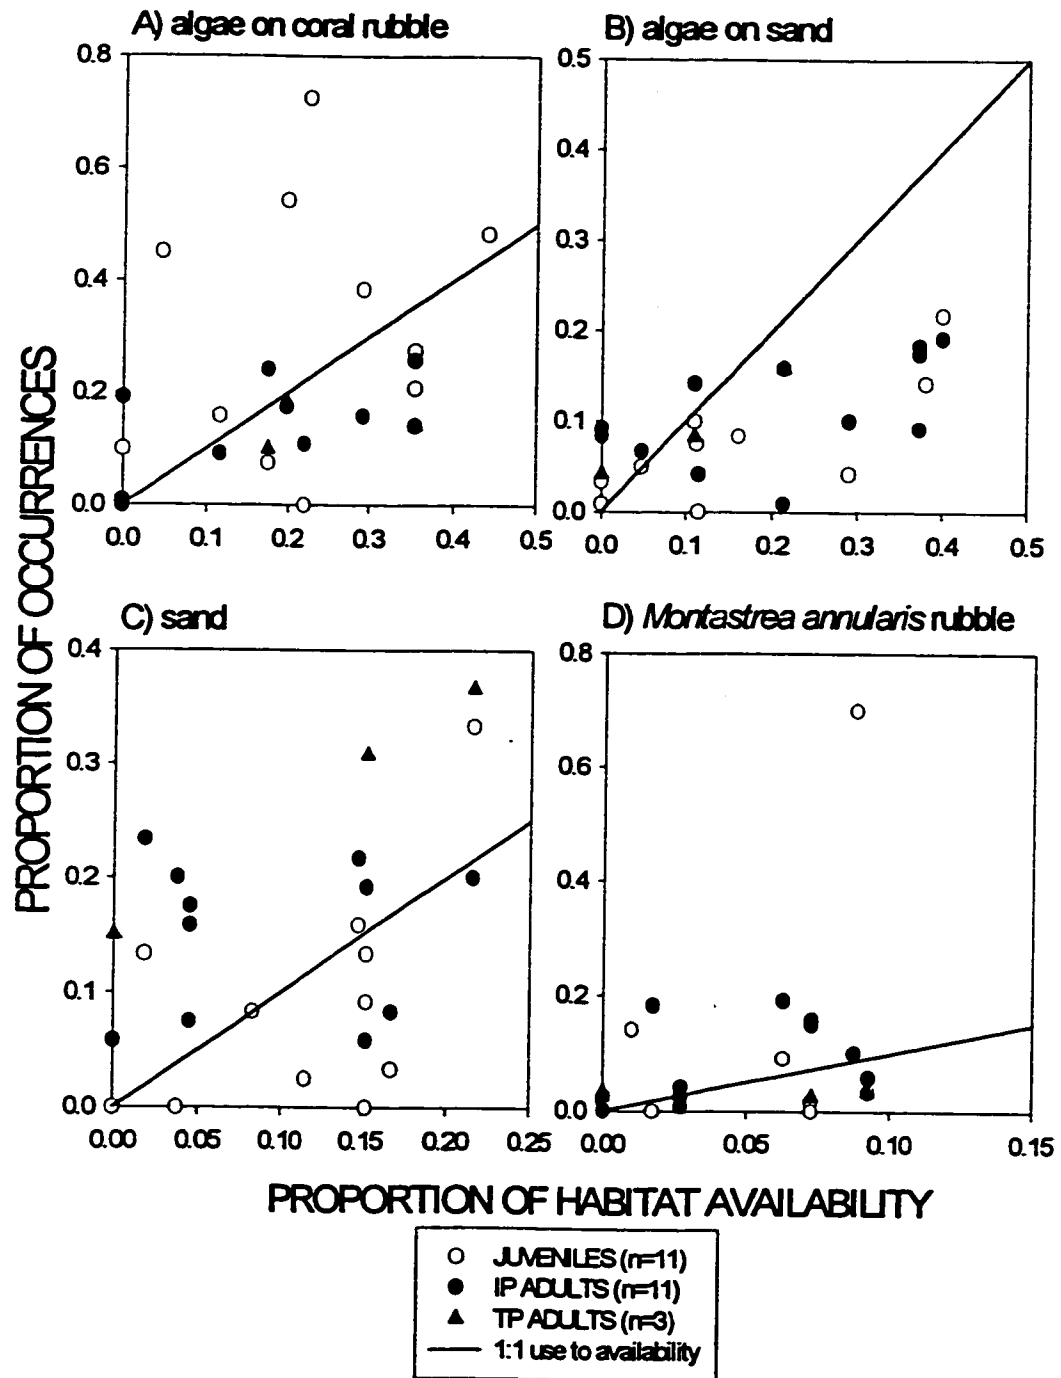 A) algae on coral rubble
B) algae on sand
0.8
0.6
0.4
0.2
0.0
0.0 0.1 0.2 0.3 0.4 0.5
0.5
0.4
0.3
0.2
0.1
0.0
0.0 0.1 0.2 0.3 0.4 0.5
PROPORTION OF OCCURRENCES
C) sand
D) Montastrea annularis rubble
0.4
0.3
0.2
0.1
0.0
0.00 0.05 0.10 0.15 0.20 0.25
0.8
0.6
0.4
0.2
0.0
0.00 0.05 0.10 0.15
PROPORTION OF HABITAT AVAILABILITY
JUVENILES (n=11)
IP ADULTS (n=11)
TP ADULTS (n=3)
1:1 use to availability